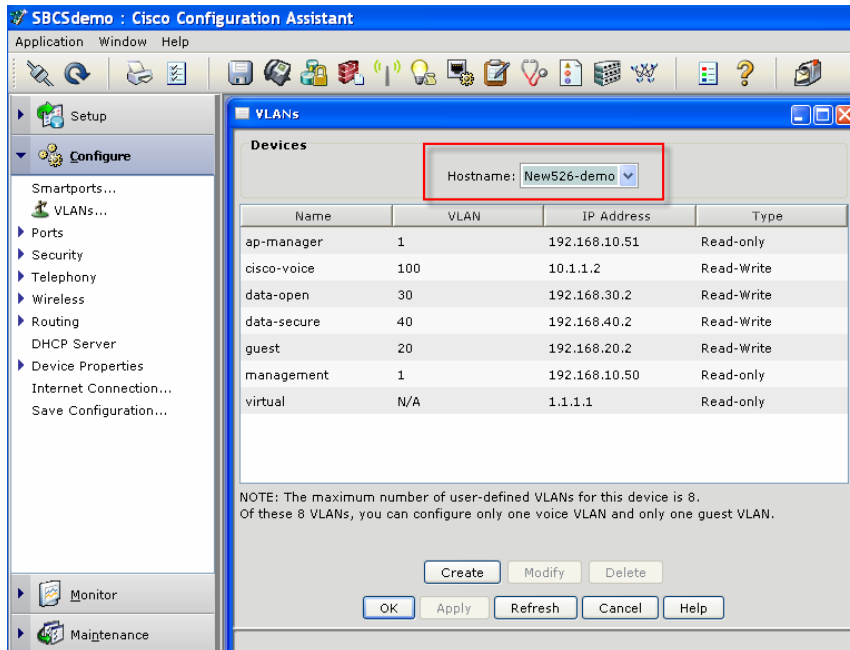 SBCSdemo : Cisco Configuration Assistant
Application Window Help
Setup
Configure
Smartports...
VLANs...
Ports
Security
Telephony
Wireless
Routing
DHCP Server
Device Properties
Internet Connection...
Save Configuration...
Monitor
Maintenance
VLANs
Devices
Hostname: New526-demo
Name VLAN IP Address Type
ap-manager 1 192.168.10.51 Read-only
cisco-voice 100 10.1.1.2 Read-Write
data-open 30 192.168.30.2 Read-Write
data-secure 40 192.168.40.2 Read-Write
guest 20 192.168.20.2 Read-Write
management 1 192.168.10.50 Read-only
virtual N/A 1.1.1.1 Read-only
NOTE: The maximum number of user-defined VLANs for this device is 8.
Of these 8 VLANs, you can configure only one voice VLAN and only one guest VLAN.
Create Modify Delete
OK Apply Refresh Cancel Help